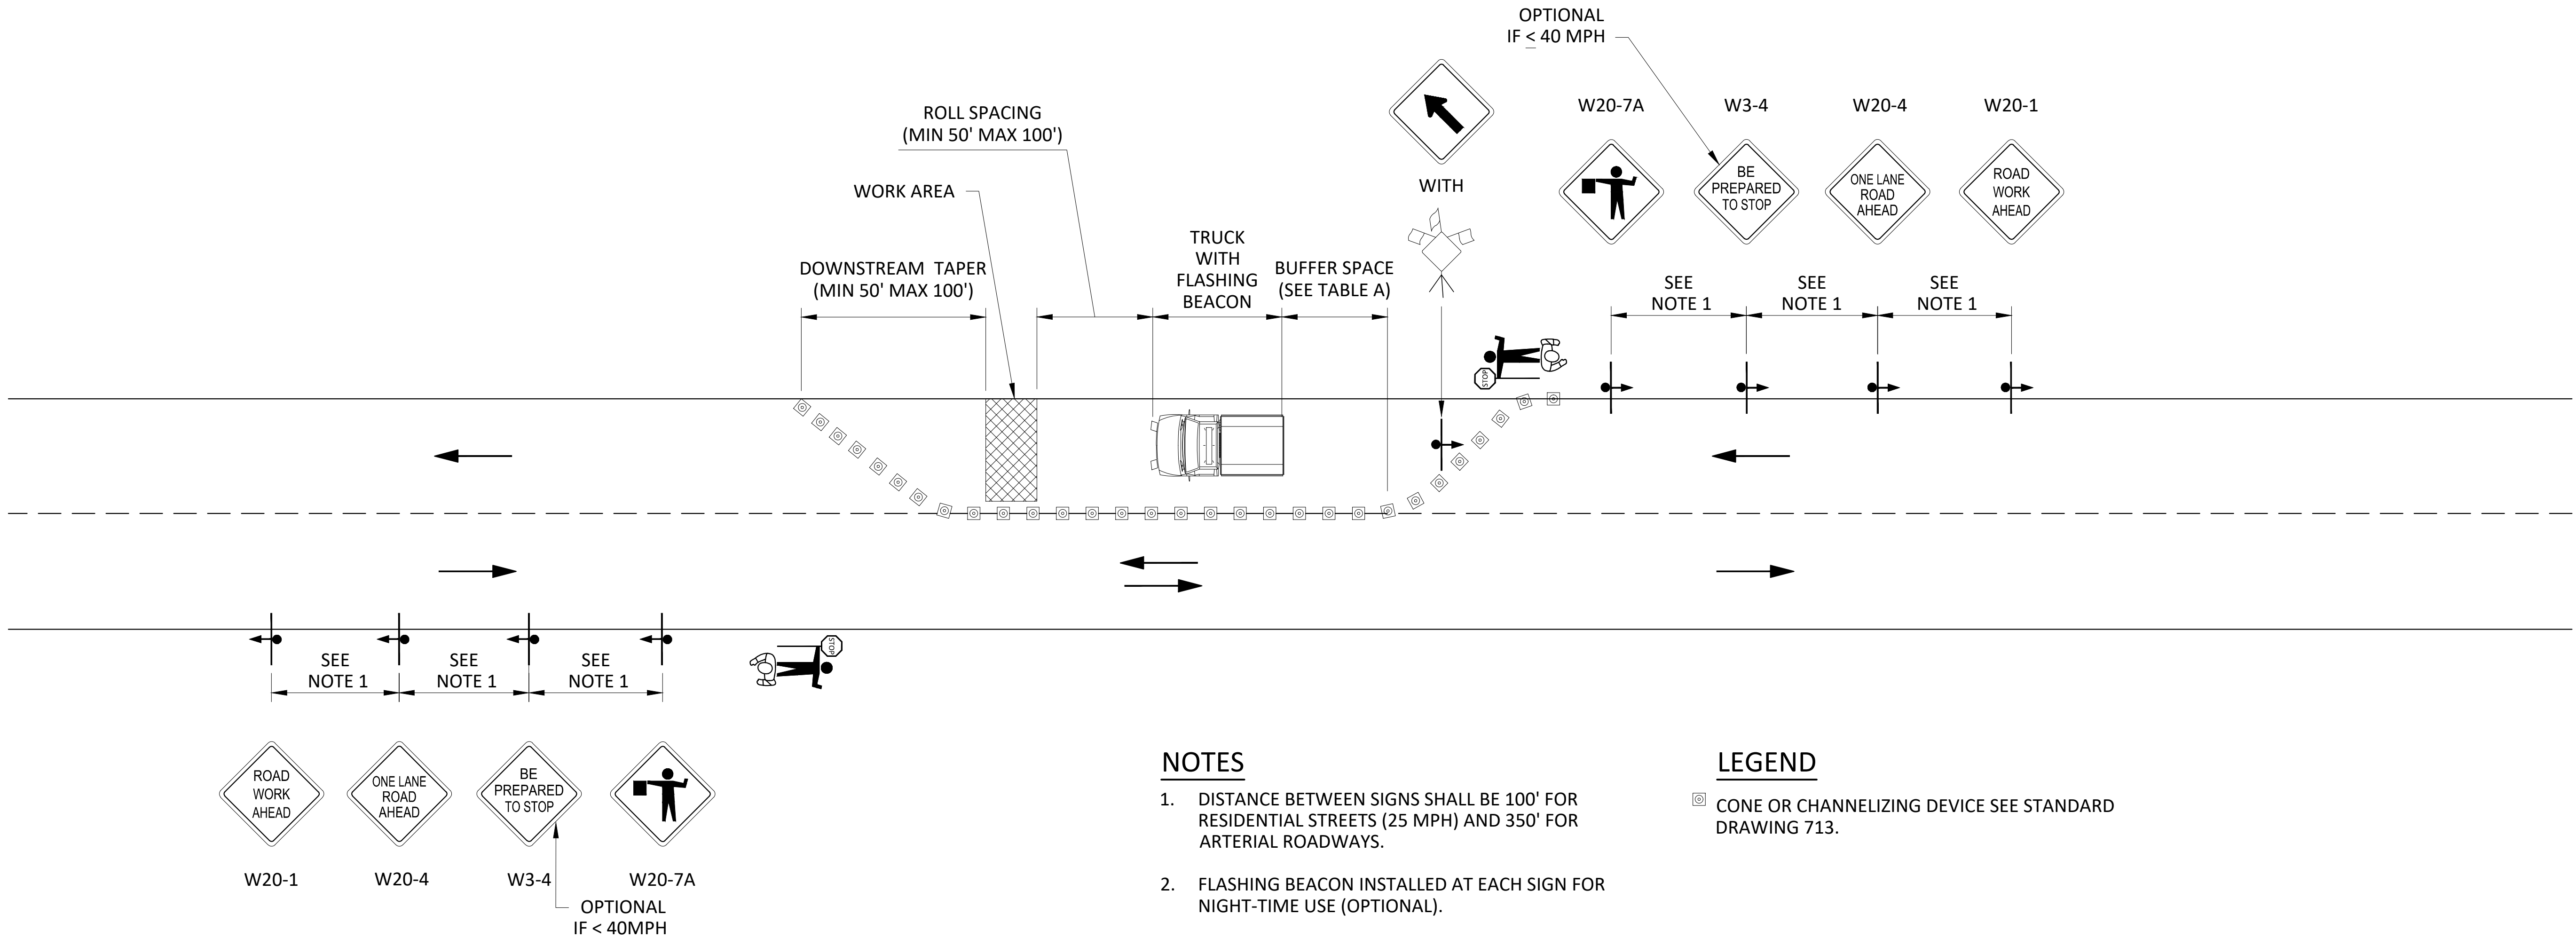 OPTIONAL
IF < 40 MPH
W20-7A
W3-4
W20-4
W20-1
ROLL SPACING
(MIN 50' MAX 100')
WORK AREA
WITH
BE
PREPARED
TO STOP
ONE LANE
ROAD
AHEAD
ROAD
WORK
AHEAD
DOWNSTREAM TAPER
(MIN 50' MAX 100')
TRUCK
WITH
FLASHING
BEACON
BUFFER SPACE
(SEE TABLE A)
SEE
NOTE 1
SEE
NOTE 1
SEE
NOTE 1
STOP
STOP
SEE
NOTE 1
SEE
NOTE 1
SEE
NOTE 1
ROAD
WORK
AHEAD
ONE LANE
ROAD
AHEAD
BE
PREPARED
TO STOP
W20-1
W20-4
W3-4
W20-7A
OPTIONAL
IF < 40MPH
NOTES
1. DISTANCE BETWEEN SIGNS SHALL BE 100' FOR
RESIDENTIAL STREETS (25 MPH) AND 350' FOR
ARTERIAL ROADWAYS.
2. FLASHING BEACON INSTALLED AT EACH SIGN FOR
NIGHT-TIME USE (OPTIONAL).
LEGEND
CONE OR CHANNELIZING DEVICE SEE STANDARD
DRAWING 713.